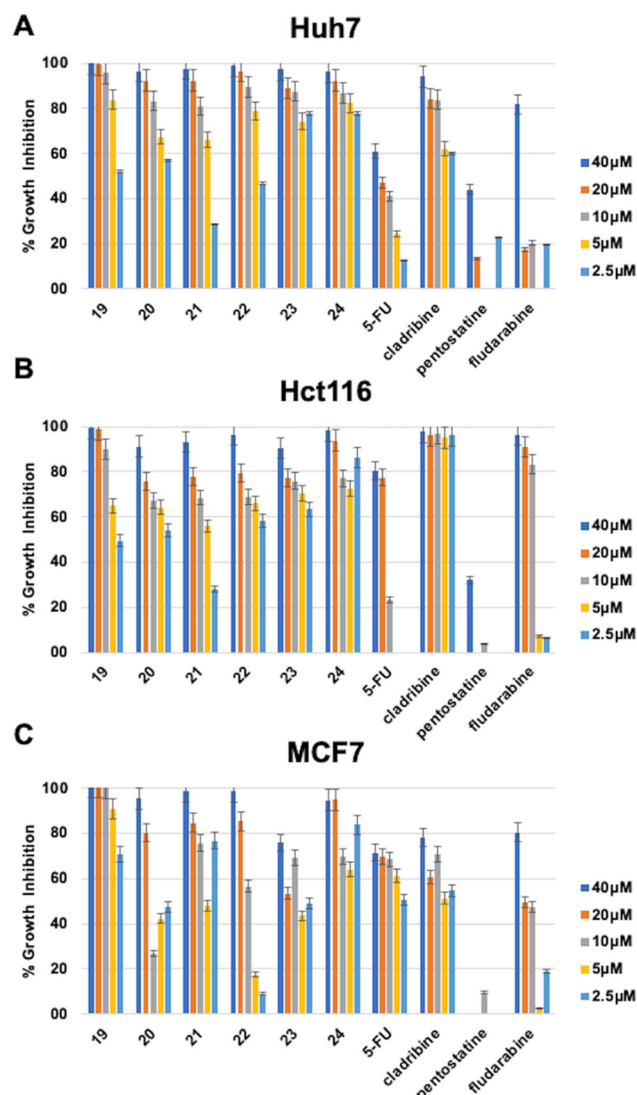 A
Huh7
100
80
60
40
20
00
% Growth Inhibition
19 20 21 22 23 24 5-FU cladribine pentostatine fludarabine
40µM
20µM
10µM
5µM
2.5µM
B
Hct116
100
80
60
40
20
00
% Growth Inhibition
19 20 21 22 23 24 5-FU cladribine pentostatine fludarabine
40µM
20µM
10µM
5µM
2.5µM
C
MCF7
100
80
60
40
20
00
% Growth Inhibition
19 20 21 22 23 24 5-FU cladribine pentostatine fludarabine
40µM
20µM
10µM
5µM
2.5µM